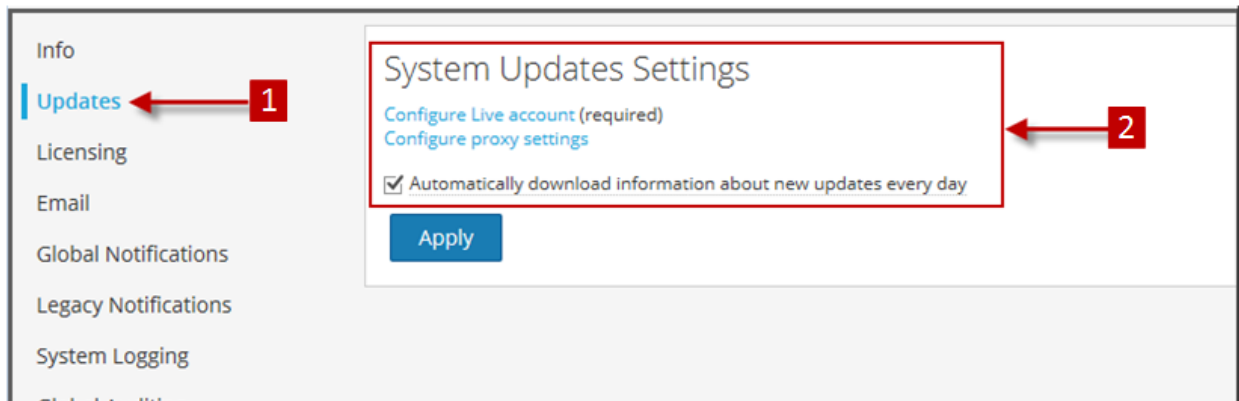 Info
Updates
1
Licensing
Email
Global Notifications
Legacy Notifications
System Logging
System Updates Settings
Configure Live account (required)
Configure proxy settings
Automatically download information about new updates every day
2
Apply